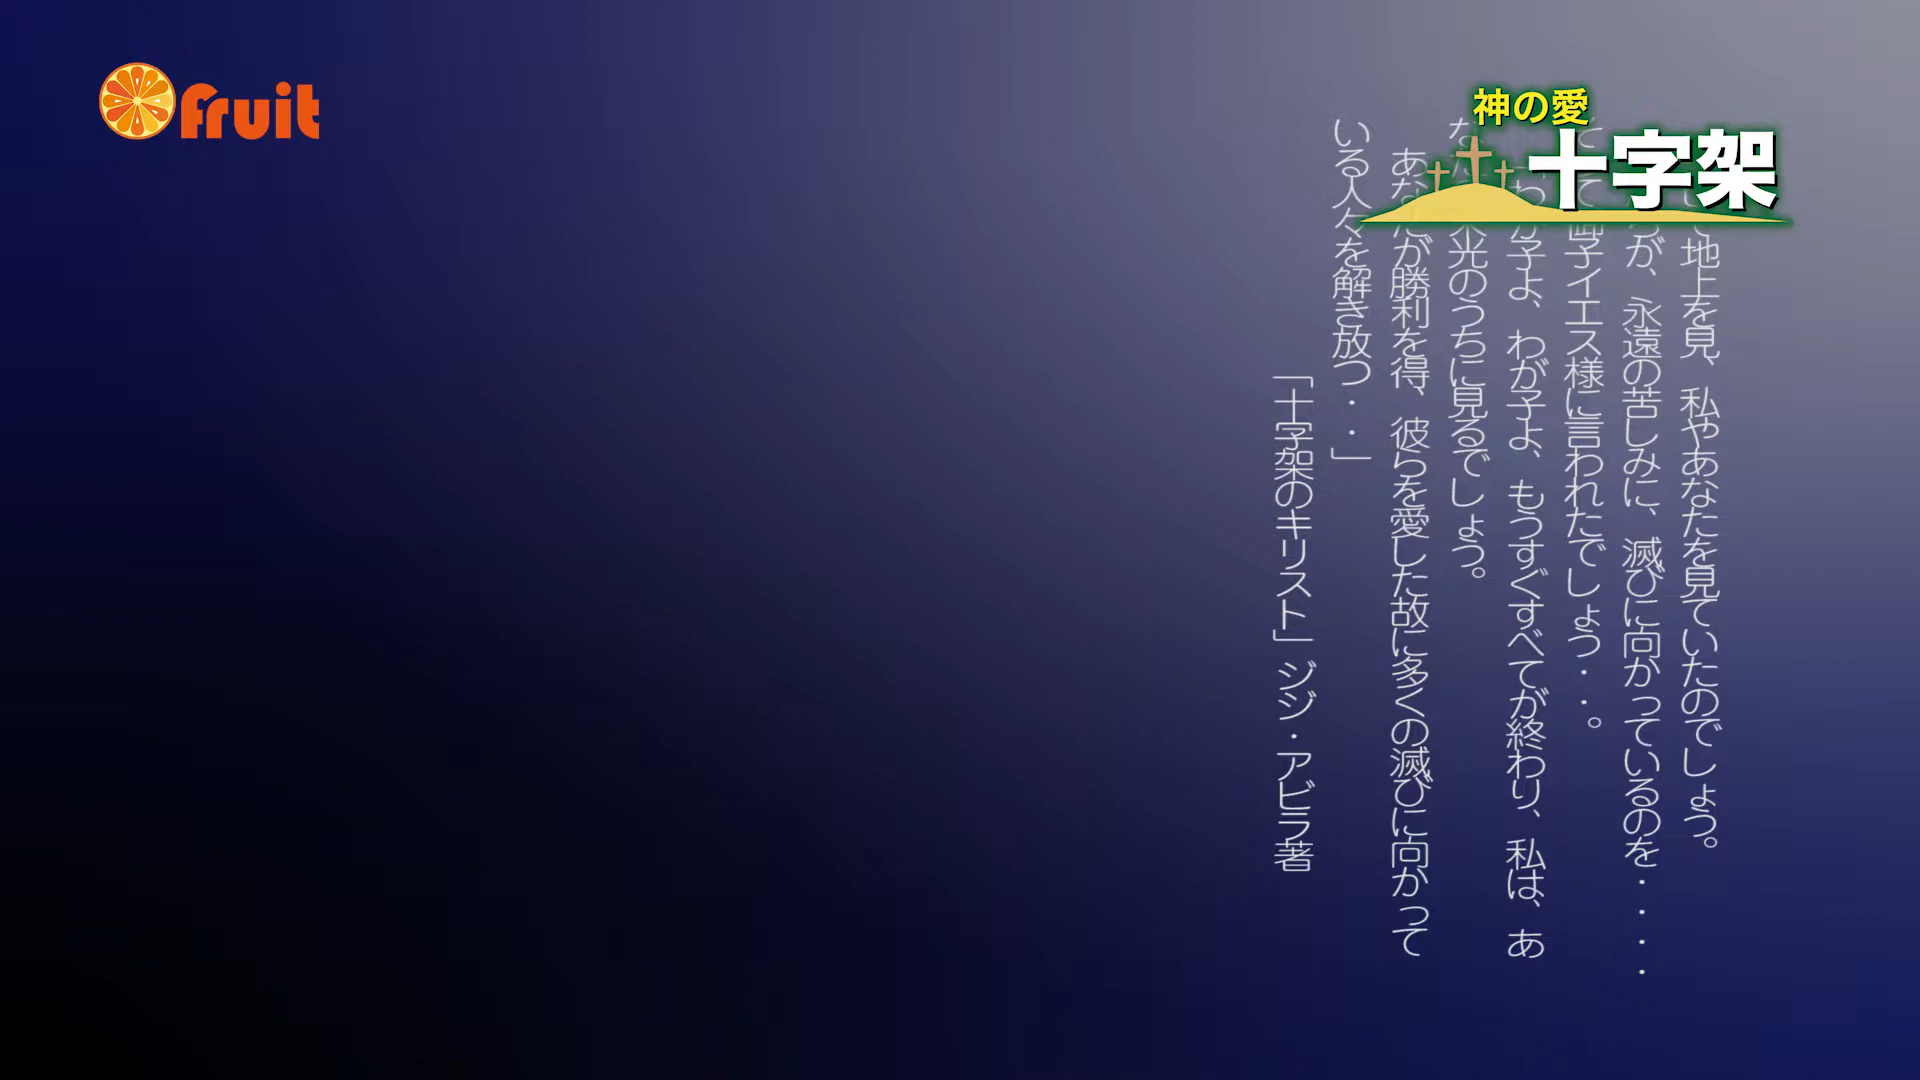 fruit
神の愛
十字架
地上を見、私やあなたを見ていたのでしょう。
が、永遠の苦しみに、滅びに向かっているのを・・・・
御子イエス様に言われたでしょう・・。
わが子よ、わが子よ、もうすぐすべてが終わり、私は、あ
光のうちに見るでしょう。
あなたが勝利を得、彼らを愛した故に多くの滅びに向かって
いる人々を解き放つ・・」
「十字架のキリスト」ジジ・アビラ著